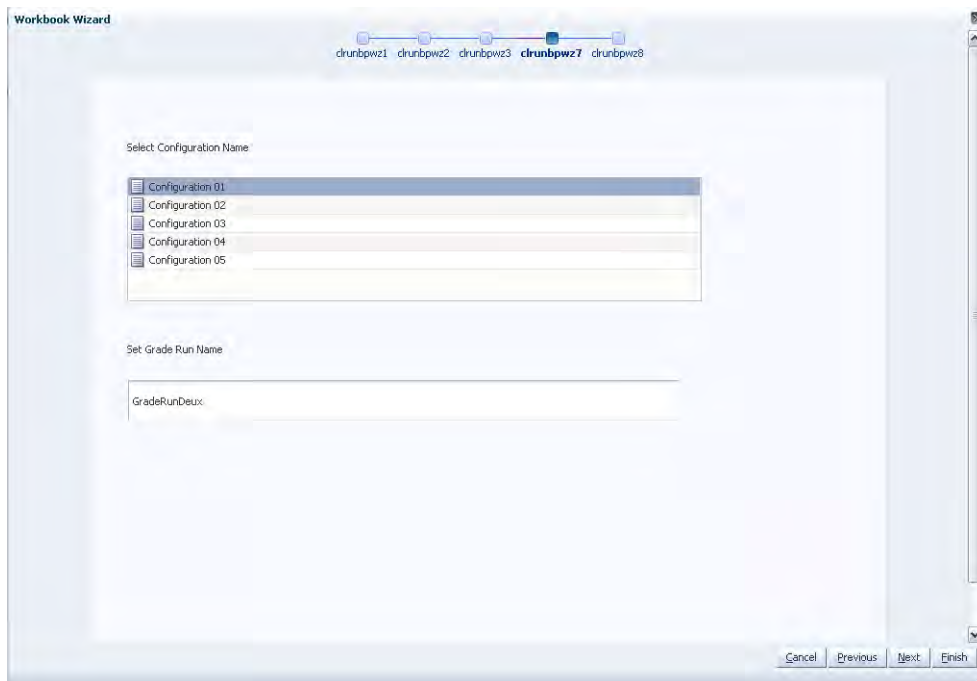 Workbook Wizard
clrunbpwz1 clrunbpwz2 clrunbpwz3 clrunbpwz7 clrunbpwz8
Select Configuration Name
Configuration 01
Configuration 02
Configuration 03
Configuration 04
Configuration 05
Set Grade Run Name
GradeRunDeux
Cancel Previous Next Finish